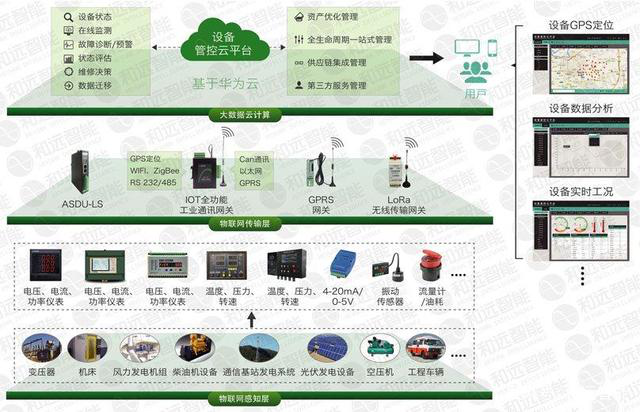 设备状态
在线监测
故障诊断/预警
状态评估
维修决策
数据迁移
设备
管控云平台
基于华为云
资产优化管理
全生命周期一站式管理
供应链集成管理
第三方服务管理
用户
大数据云计算
设备GPS定位
设备数据分析
设备实时工况
ASDU-LS
GPS定位
WIFI、ZigBee
RS 232/485
IOT全功能
工业通讯网关
Can通讯
以太网
GPRS
GPRS
网关
LoRa
无线传输网关
物联网传输层
电压、电流、
功率仪表
电压、电流、
功率仪表
电压、电流、
功率仪表
温度、压力、
转速
温度、压力、
转速
4-20mA/
0-5V
振动
传感器
流量计
/油耗
变压器
机床
风力发电机组
柴油机设备
通信基站发电系统
光伏发电设备
空压机
工程车辆
物联网感知层